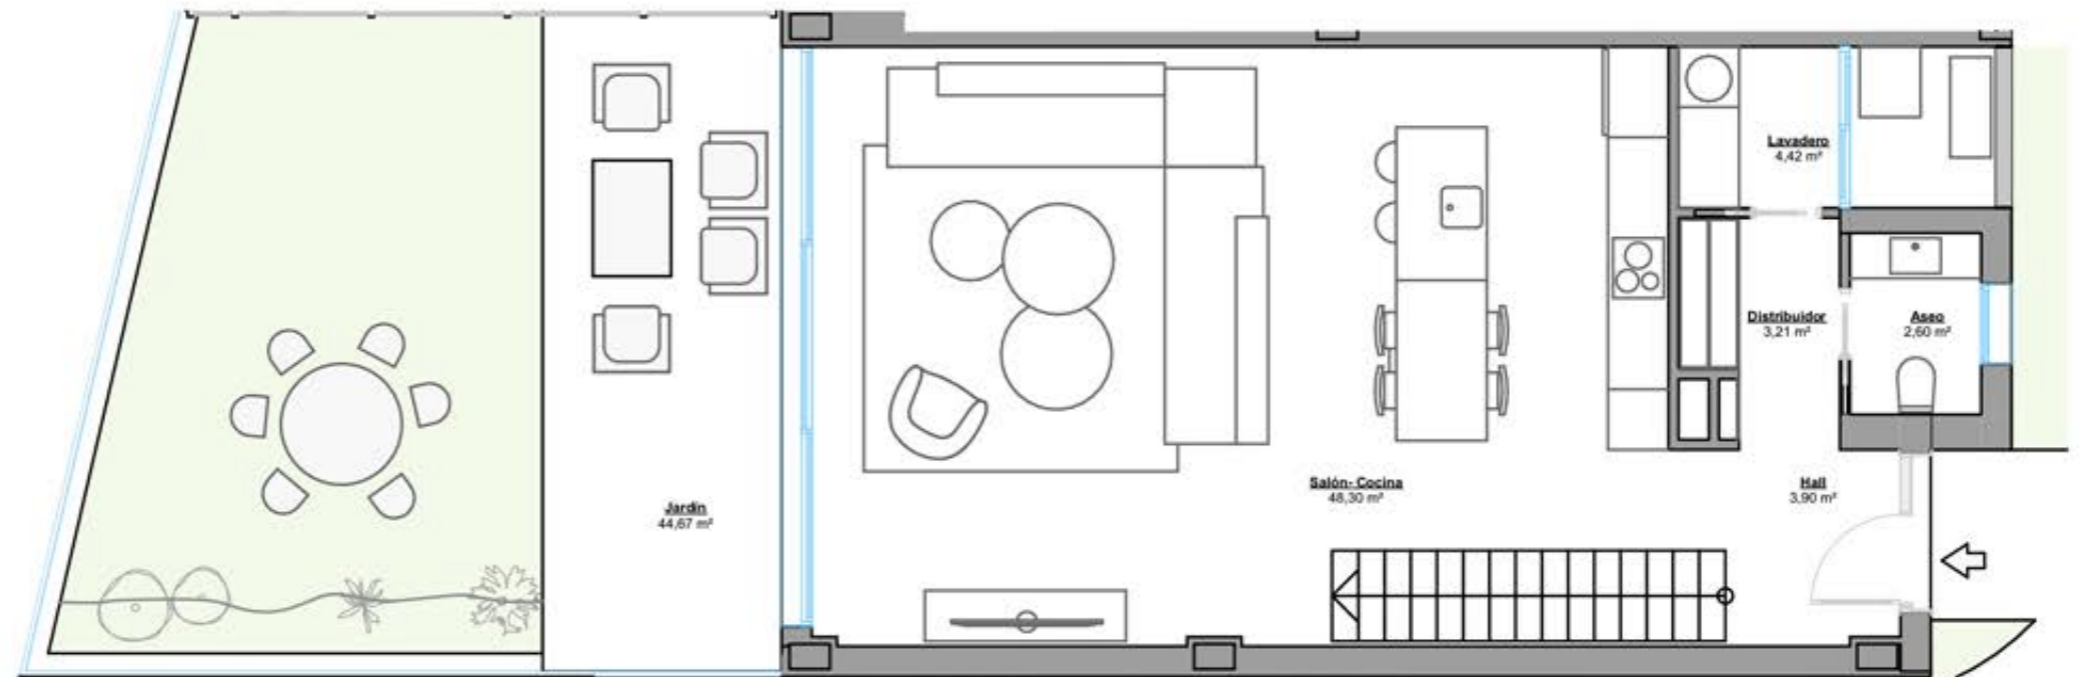 Lavadero
4,42 m²
Distribuidor
3,21 m²
Aseo
2,60 m²
Salón- Cocina
48,30 m²
Hall
3,90 m²
Jardín
44,67 m²